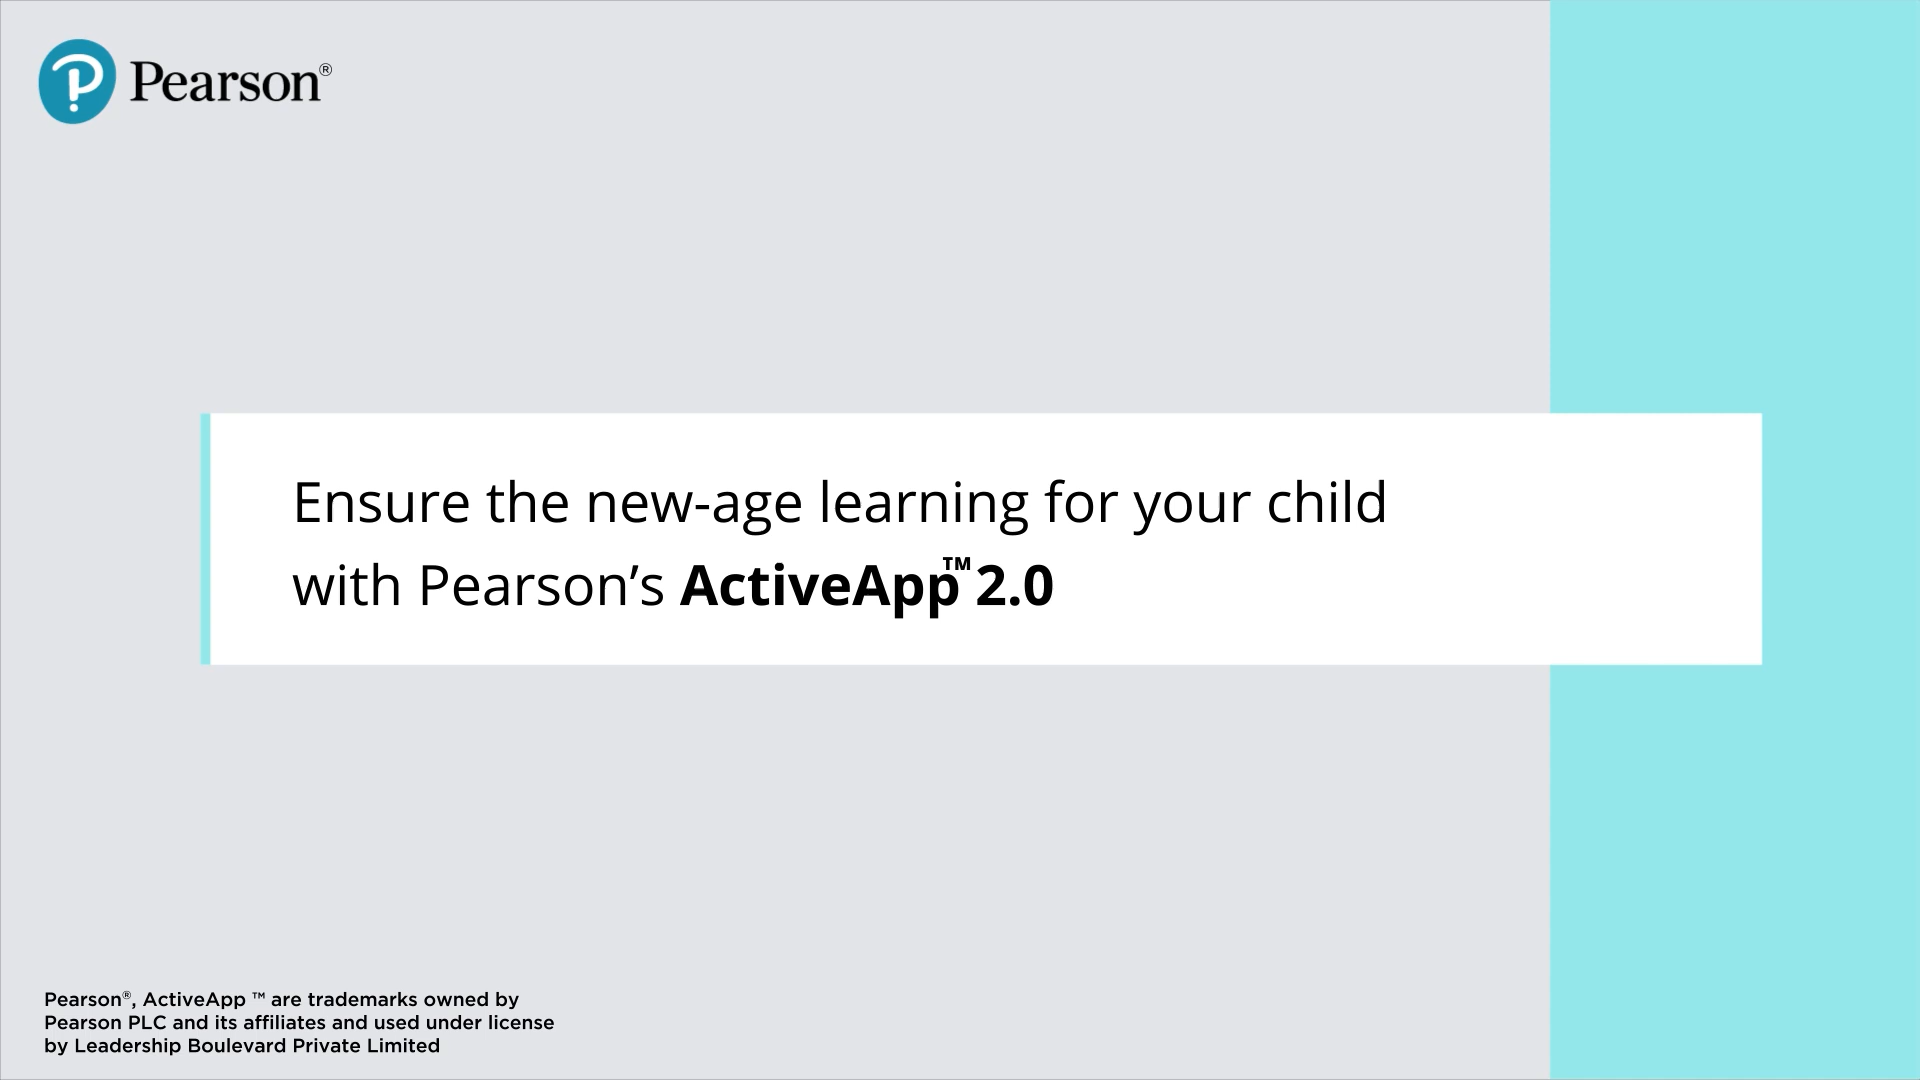 Pearson®
Ensure the new-age learning for your child
with Pearson’s ActiveApp™ 2.0
Pearson®, ActiveApp ™ are trademarks owned by
Pearson PLC and its affiliates and used under license
by Leadership Boulevard Private Limited